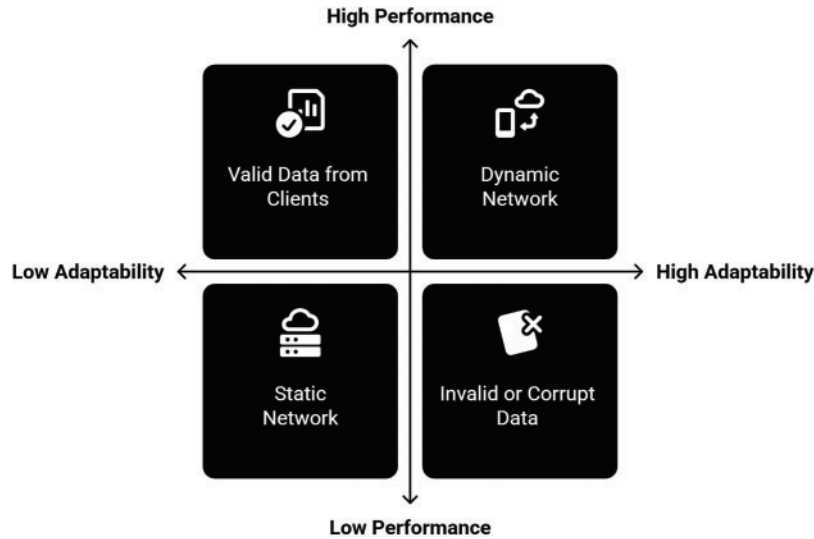 High Performance
Valid Data from
Clients
Dynamic
Network
Low Adaptability
High Adaptability
Static
Network
Invalid or Corrupt
Data
Low Performance